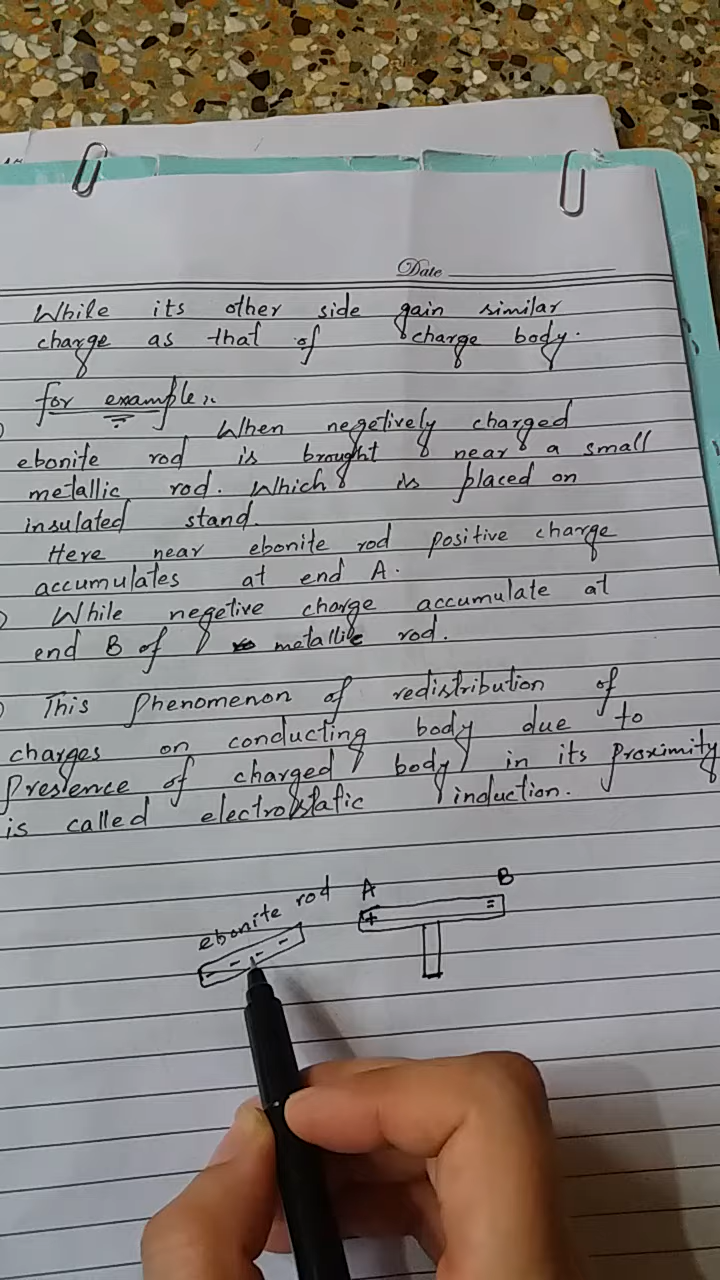 Date
While its other side gain similar
charge as that of charge body.
for example:
When negetively charged
ebonite rod is brought near a small
metallic rod. Which is placed on
insulated stand.
Here near ebonite rod positive charge
accumulates at end A.
While negetive charge accumulate at
end B of metallic rod.
This Phenomenon of redistribution of
charges on conducting body due to
Presence of charged body in its proximity
is called electrostatic induction.
ebonite rod A B
+ =
- - -